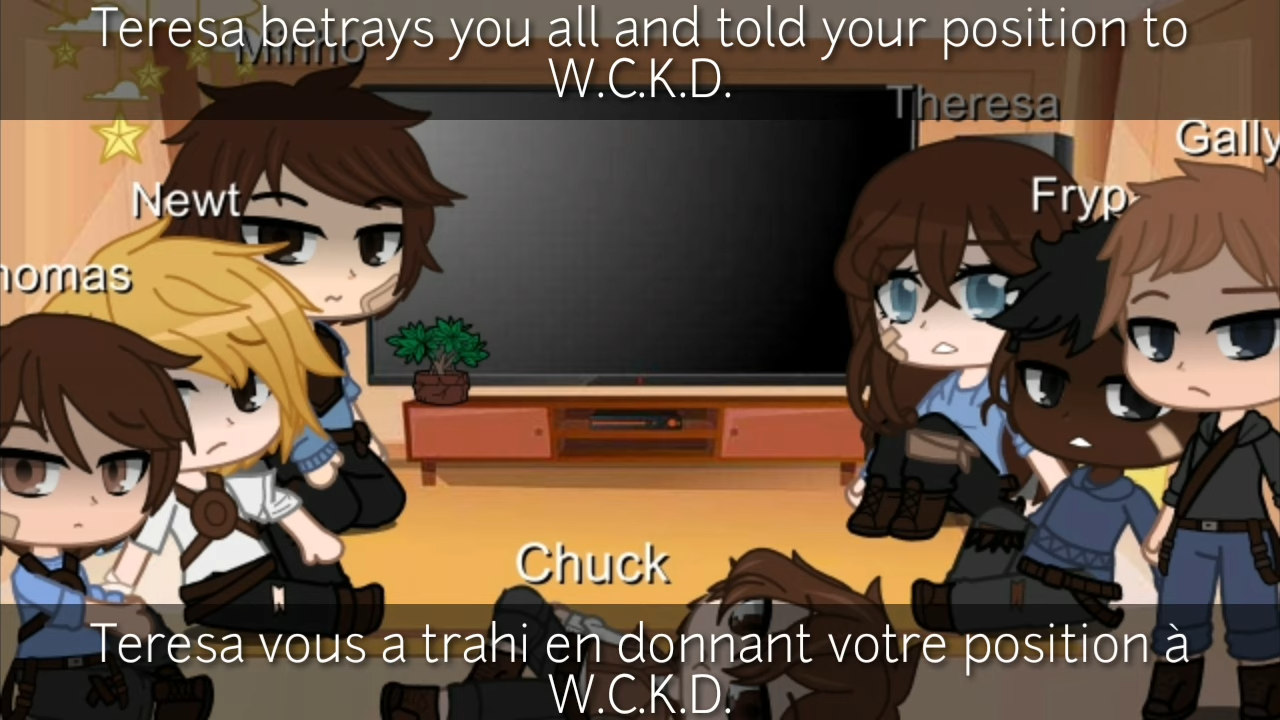 Teresa betrays you all and told your position to
W.C.K.D.
Minho
Theresa
Gally
Newt
Fryp
homas
Chuck
Teresa vous a trahi en donnant votre position à
W.C.K.D.